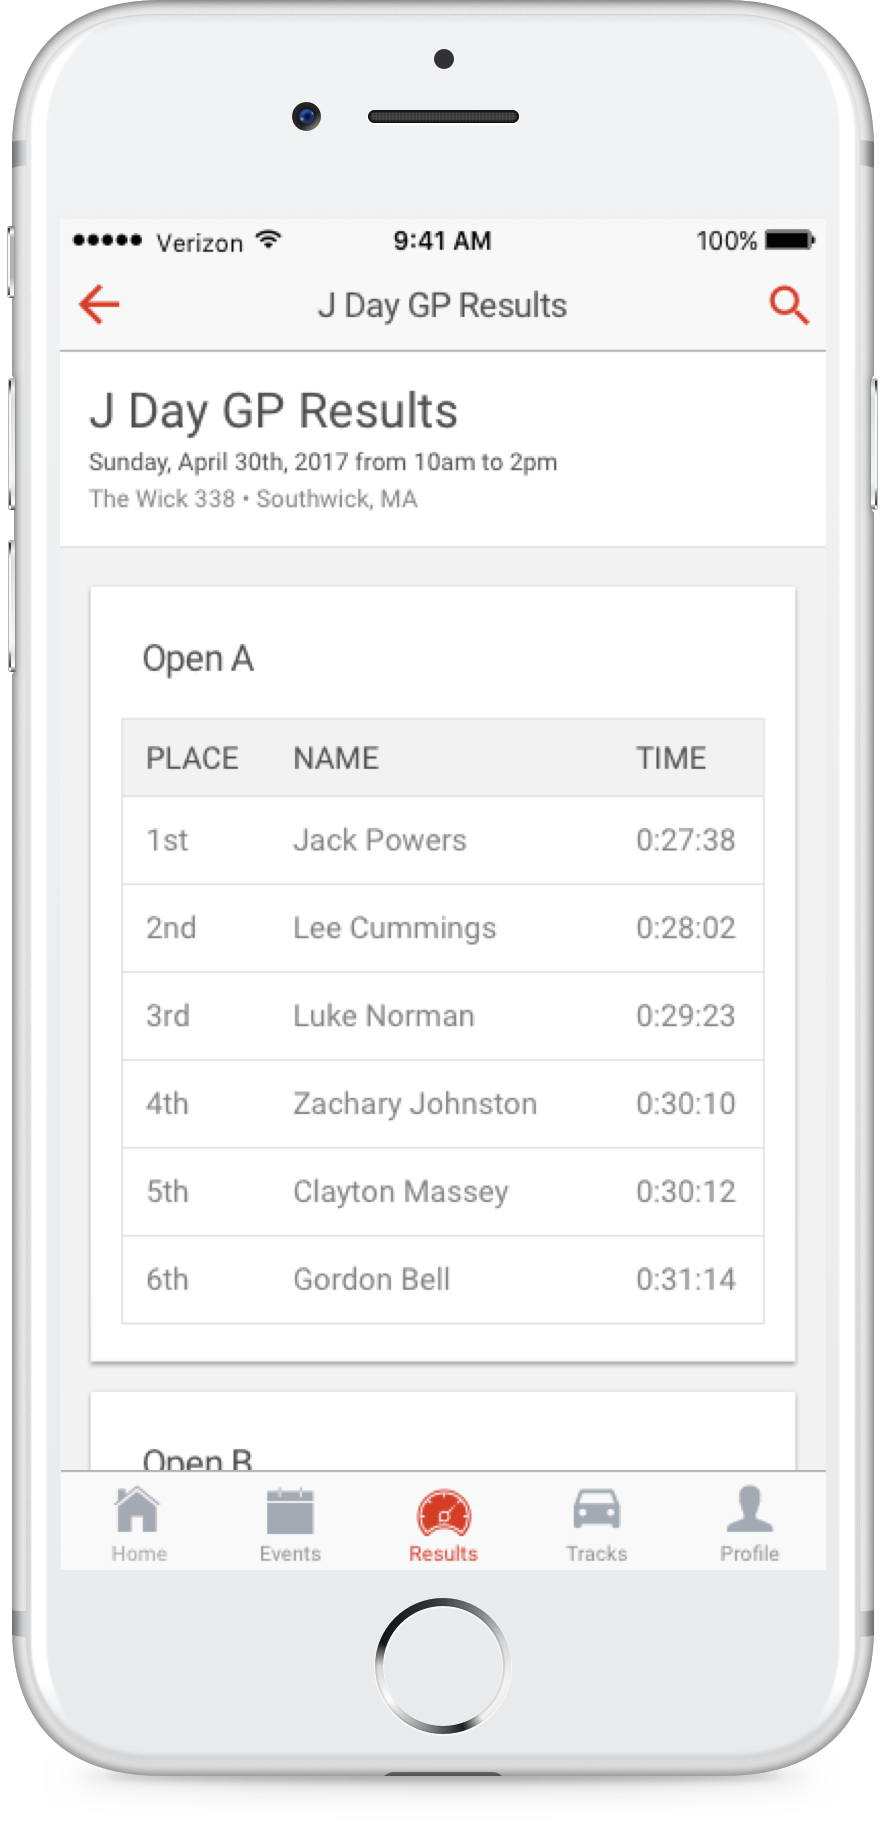 Verizon 9:41 AM 100%
J Day GP Results
J Day GP Results
Sunday, April 30th, 2017 from 10am to 2pm
The Wick 338 • Southwick, MA
Open A
PLACE NAME TIME
1st Jack Powers 0:27:38
2nd Lee Cummings 0:28:02
3rd Luke Norman 0:29:23
4th Zachary Johnston 0:30:10
5th Clayton Massey 0:30:12
6th Gordon Bell 0:31:14
Open B
Home Events Results Tracks Profile